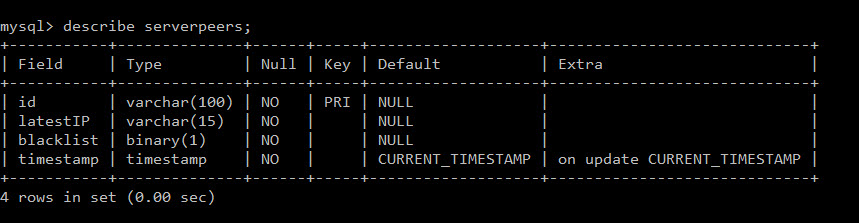 mysql> describe serverpeers;
+-----------+--------------+------+-----+-------------------+-----------------------------+
| Field     | Type         | Null | Key | Default           | Extra                       |
+-----------+--------------+------+-----+-------------------+-----------------------------+
| id        | varchar(100) | NO   | PRI | NULL              |                             |
| latestIP  | varchar(15)  | NO   |     | NULL              |                             |
| blacklist | binary(1)    | NO   |     | NULL              |                             |
| timestamp | timestamp    | NO   |     | CURRENT_TIMESTAMP | on update CURRENT_TIMESTAMP |
+-----------+--------------+------+-----+-------------------+-----------------------------+
4 rows in set (0.00 sec)